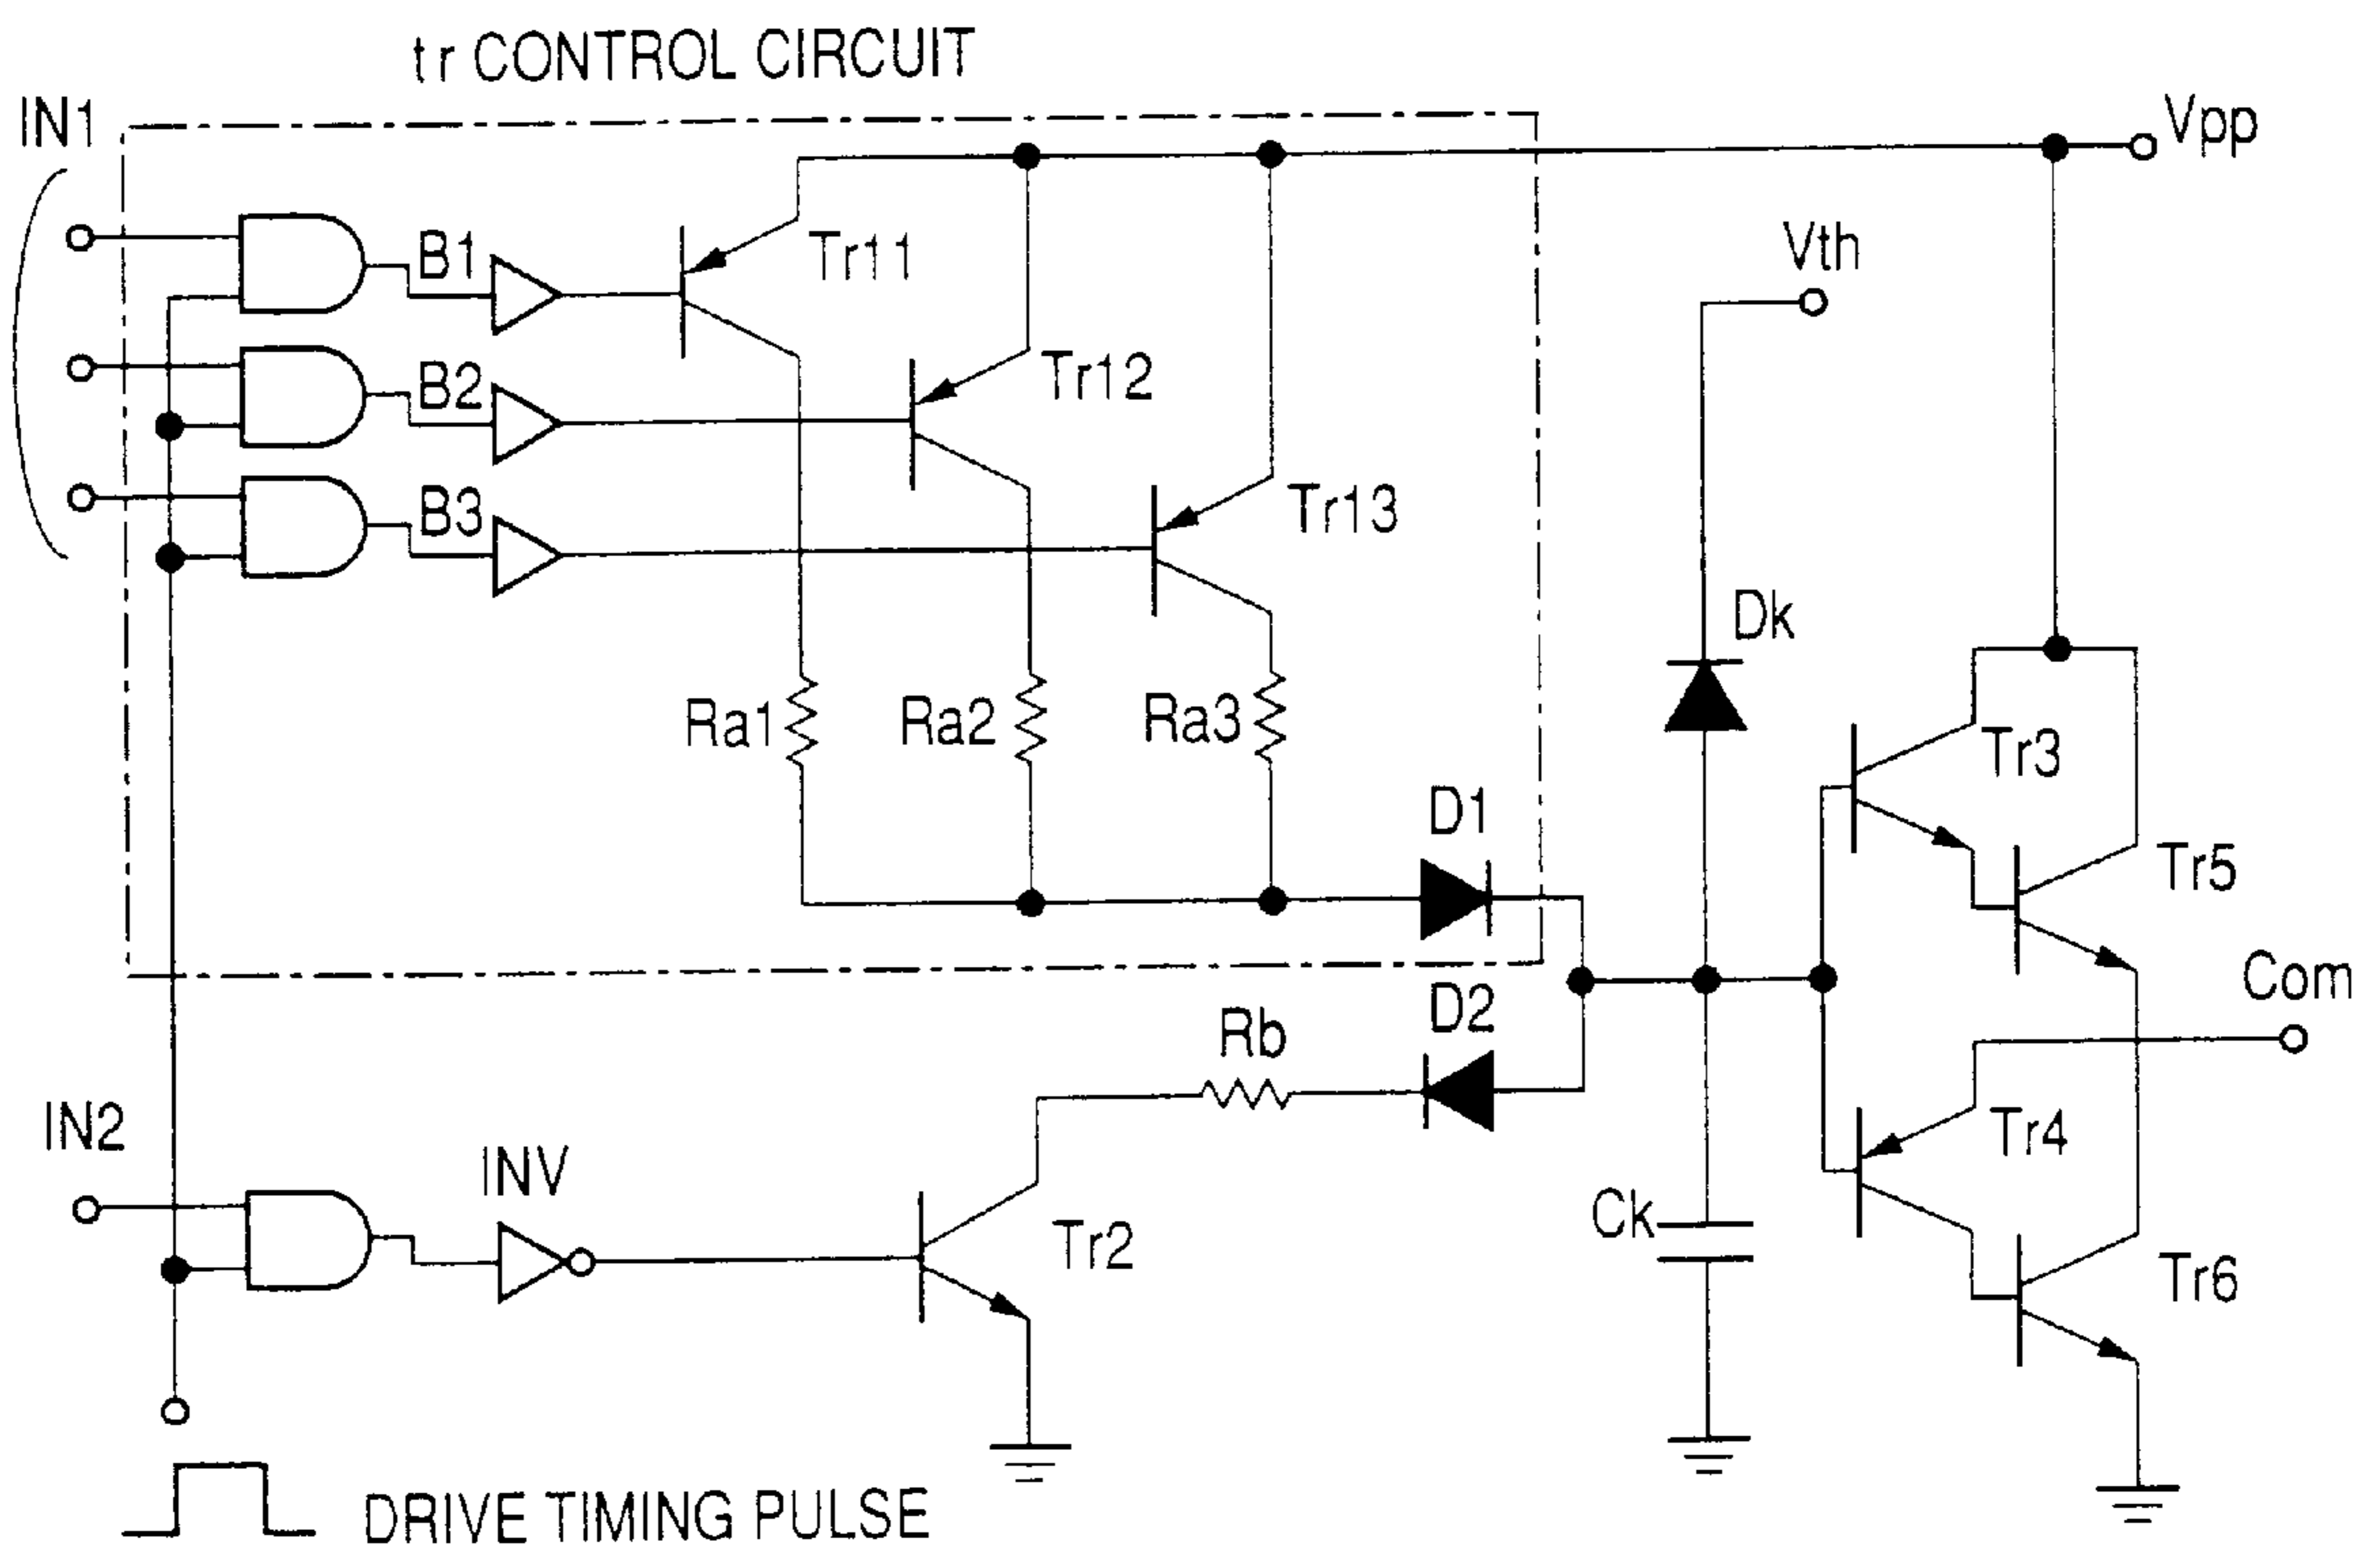 tr CONTROL CIRCUIT
IN1
Vpp
B1
Tr11
Vth
B2
Tr12
B3
Tr13
Dk
Ra1
Ra2
Ra3
Tr3
D1
Tr5
Com
D2
Rb
IN2
INV
Tr4
Ck
Tr2
Tr6
DRIVE TIMING PULSE